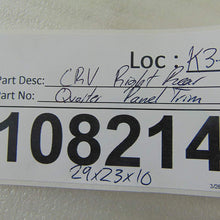 Loc : K3-
Part Desc: CRV Right Rear
Part No: Quarter Panel Trim
108214
29x23x10